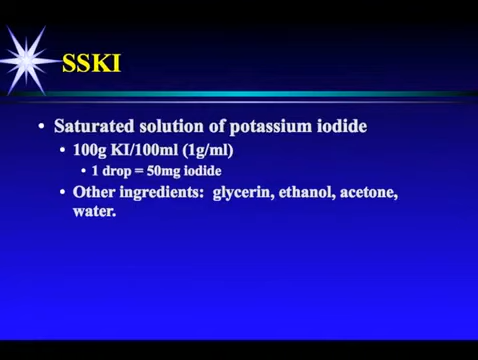 SSKI
• Saturated solution of potassium iodide
• 100g KI/100ml (1g/ml)
• 1 drop = 50mg iodide
• Other ingredients: glycerin, ethanol, acetone,
water.